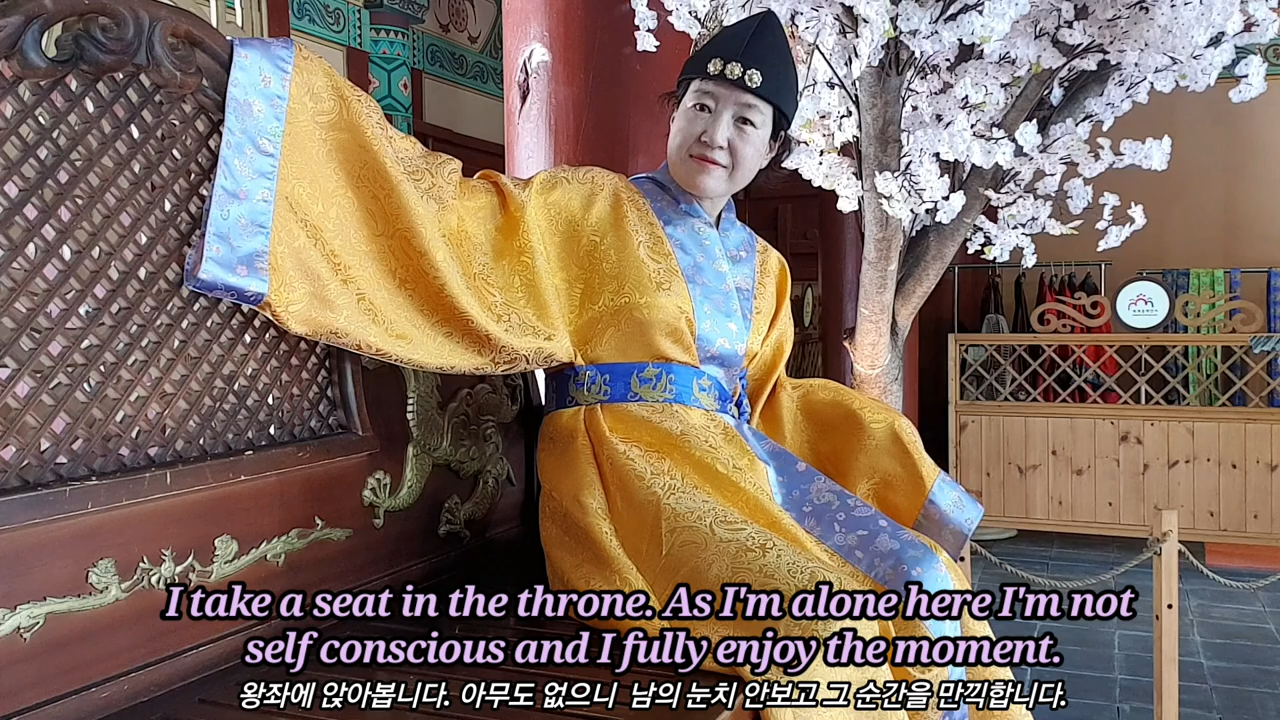 I take a seat in the throne. As I'm alone here I'm not
self conscious and I fully enjoy the moment.
왕좌에 앉아봅니다. 아무도 없으니 남의 눈치 안보고 그 순간을 만끽합니다.